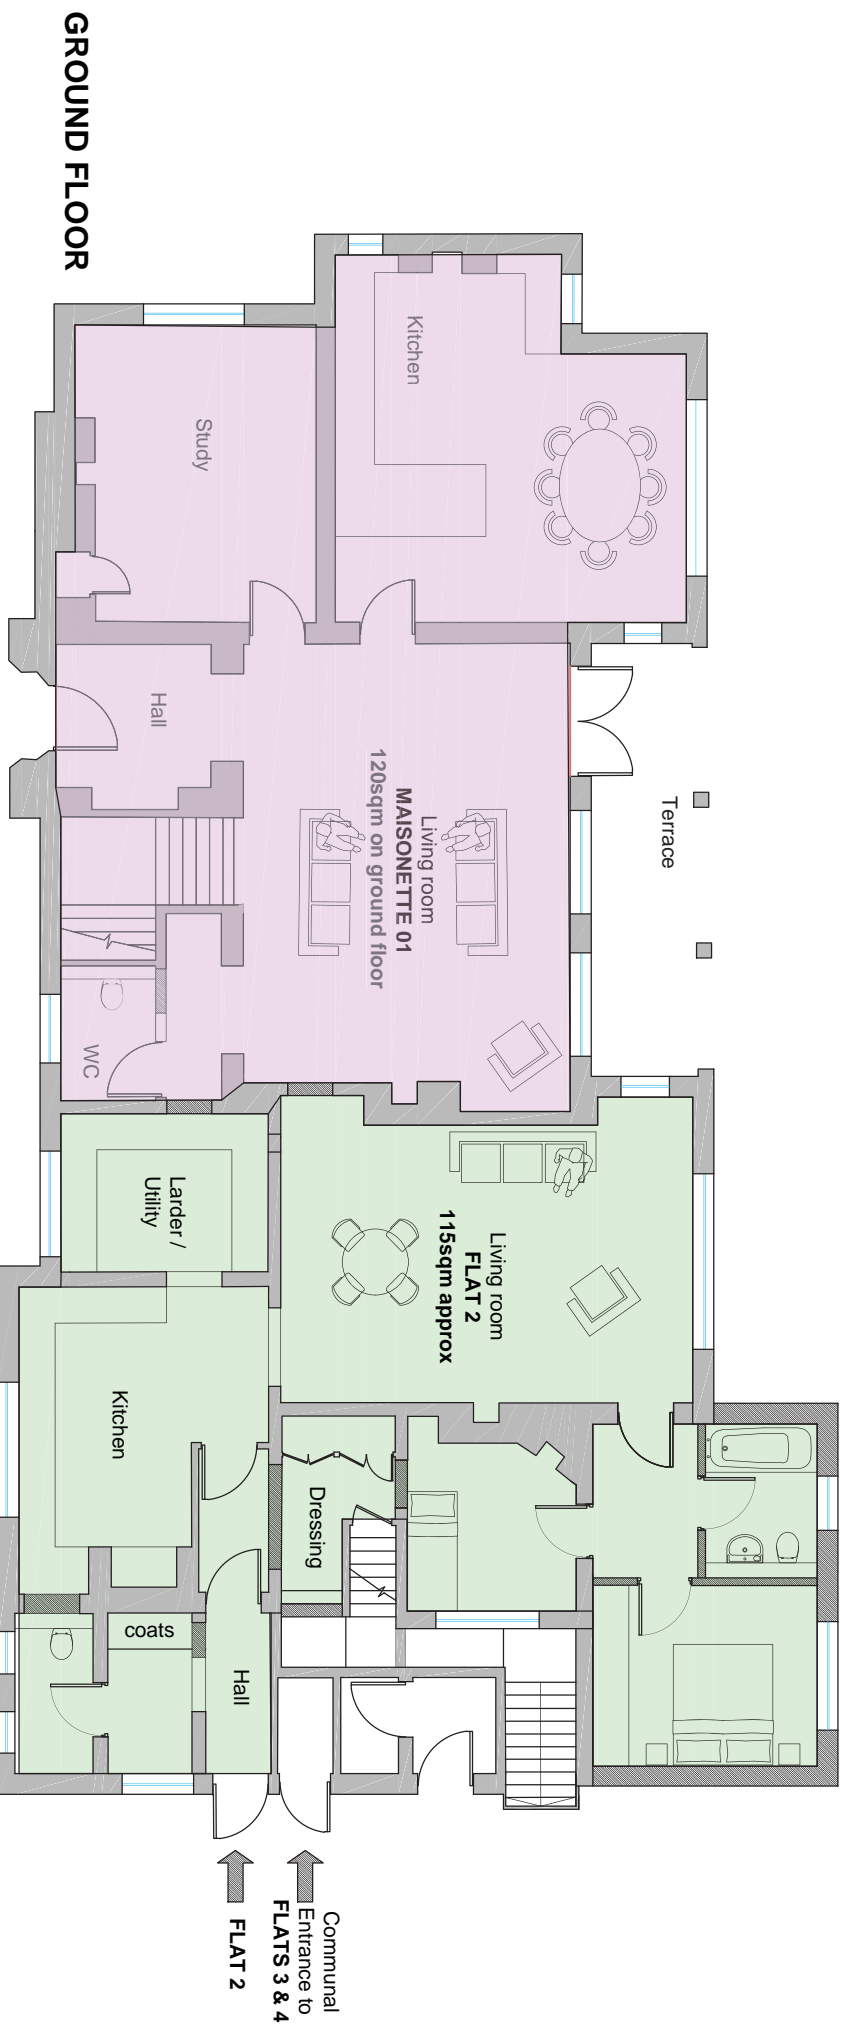 GROUND FLOOR
Kitchen
Study
Hall
Living room
MAISONETTE 01
120sqm on ground floor
Terrace
WC
Larder /
Utility
Living room
FLAT 2
115sqm approx
Kitchen
Dressing
coats
Hall
Communal
Entrance to
FLATS 3 & 4
FLAT 2